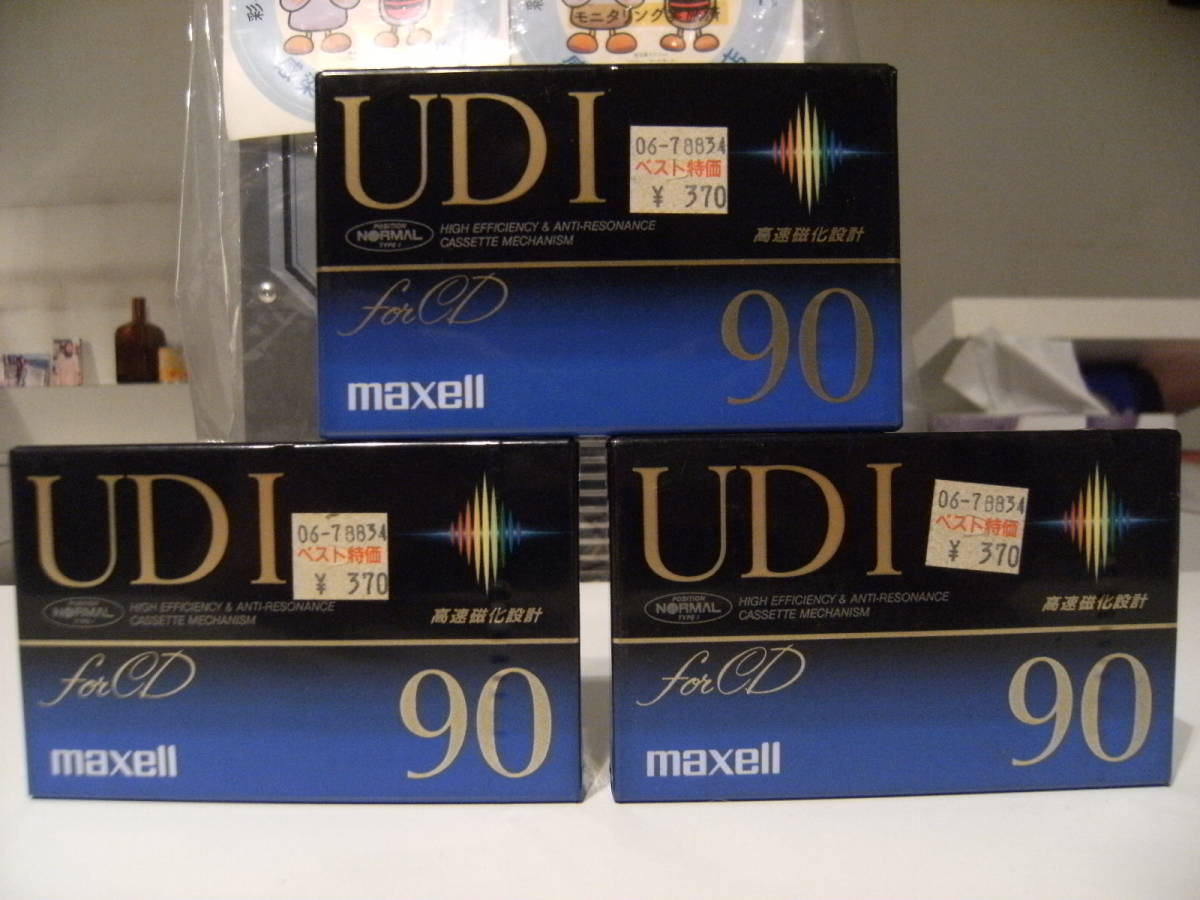 モニタリング
UD I
06-78834
ベスト特価
¥ 370
POSITION
NORMAL
TYPE I
HIGH EFFICIENCY & ANTI-RESONANCE
CASSETTE MECHANISM
高速磁化設計
for CD
90
maxell
UD I
06-78834
ベスト特価
¥ 370
NORMAL
TYPE I
HIGH EFFICIENCY & ANTI-RESONANCE
CASSETTE MECHANISM
高速磁化設計
for CD
90
maxell
UD I
06-78834
ベスト特価
¥ 370
POSITION
NORMAL
TYPE I
HIGH EFFICIENCY & ANTI-RESONANCE
CASSETTE MECHANISM
高速磁化設計
for CD
90
maxell